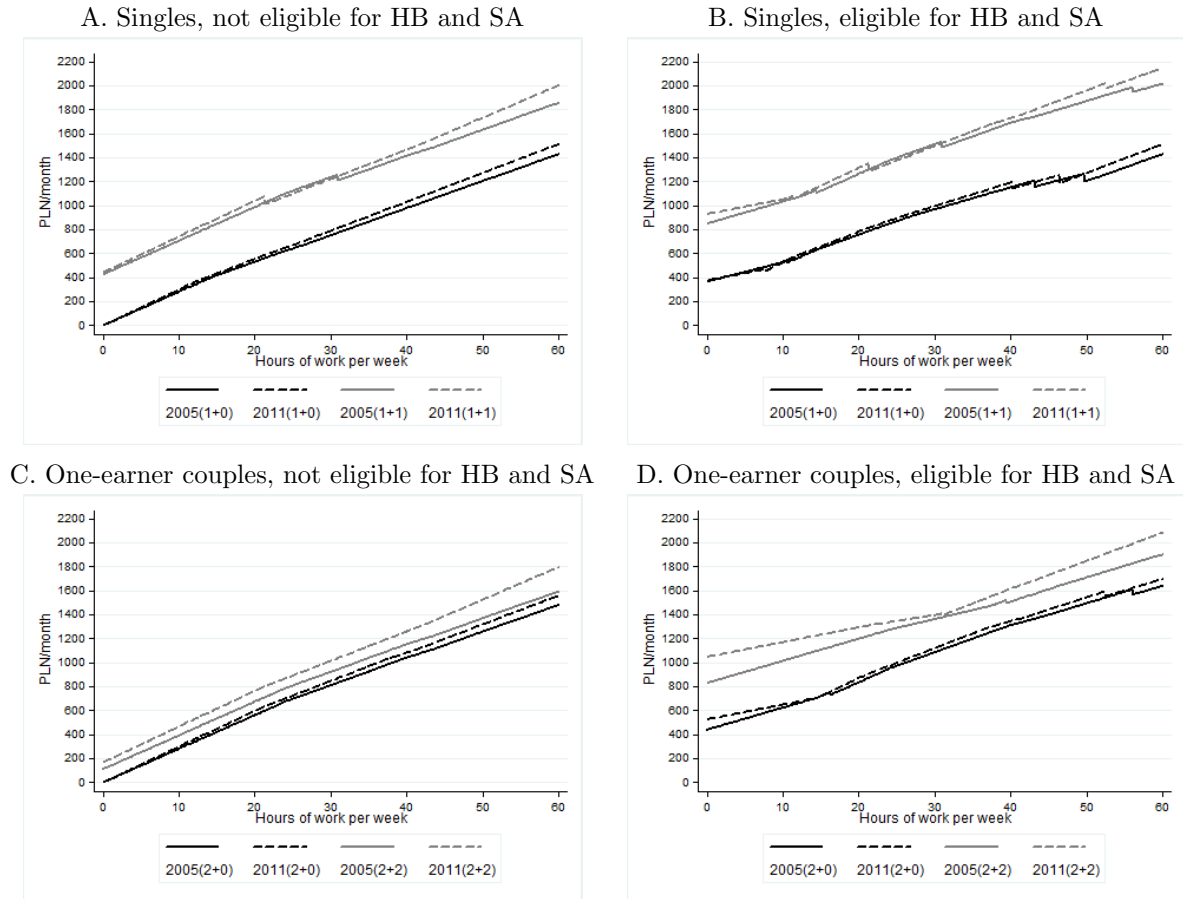 A. Singles, not eligible for HB and SA
PLN/month
2200
2000
1800
1600
1400
1200
1000
800
600
400
200
0
0 10 20 30 40 50 60
Hours of work per week
2005(1+0) 2011(1+0) 2005(1+1) 2011(1+1)
B. Singles, eligible for HB and SA
PLN/month
2200
2000
1800
1600
1400
1200
1000
800
600
400
200
0
0 10 20 30 40 50 60
Hours of work per week
2005(1+0) 2011(1+0) 2005(1+1) 2011(1+1)
C. One-earner couples, not eligible for HB and SA
PLN/month
2200
2000
1800
1600
1400
1200
1000
800
600
400
200
0
0 10 20 30 40 50 60
Hours of work per week
2005(2+0) 2011(2+0) 2005(2+2) 2011(2+2)
D. One-earner couples, eligible for HB and SA
PLN/month
2200
2000
1800
1600
1400
1200
1000
800
600
400
200
0
0 10 20 30 40 50 60
Hours of work per week
2005(2+0) 2011(2+0) 2005(2+2) 2011(2+2)